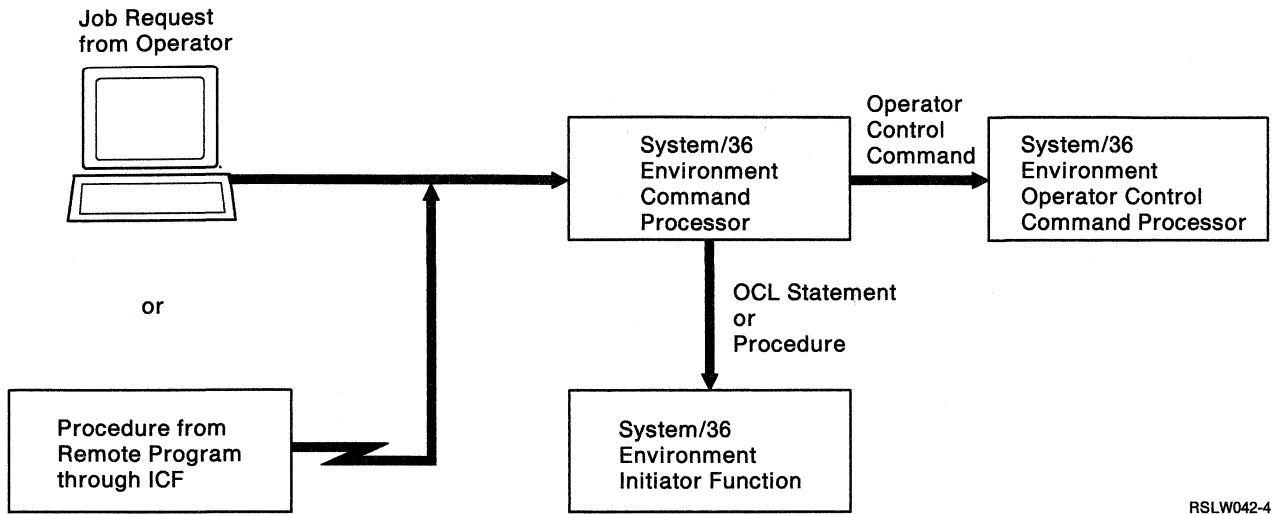 Job Request
from Operator
Operator
Control
Command
System/36
Environment
Command
Processor
System/36
Environment
Operator Control
Command Processor
or
OCL Statement
or
Procedure
Procedure from
Remote Program
through ICF
System/36
Environment
Initiator Function
RSLW042-4